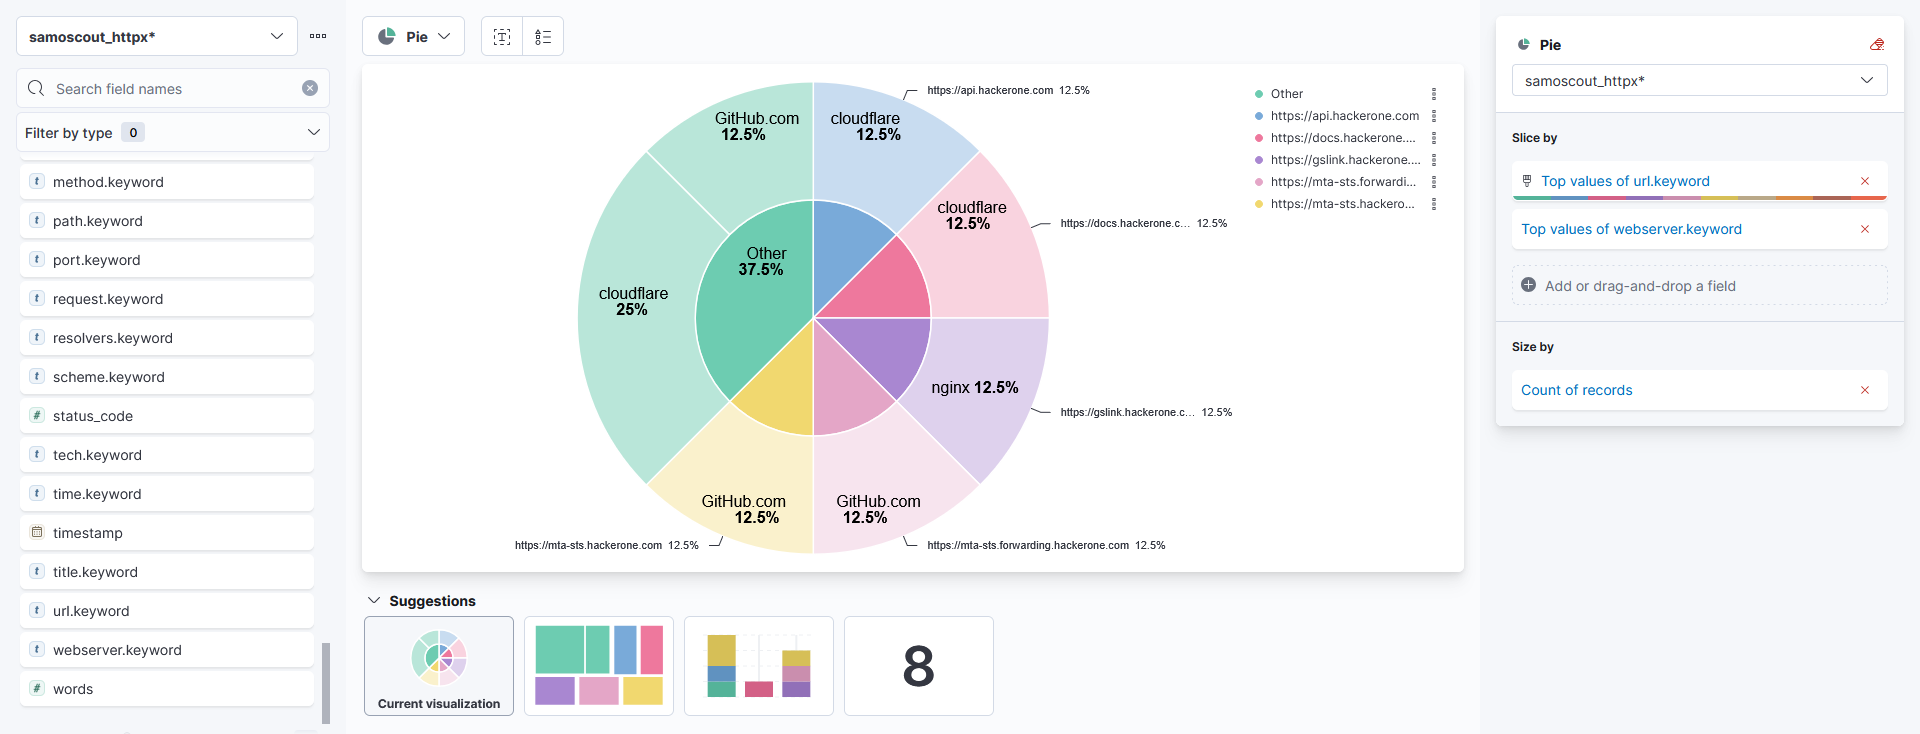 samoscout_httpx*
Search field names
Filter by type 0
method.keyword
path.keyword
port.keyword
request.keyword
resolvers.keyword
scheme.keyword
status_code
tech.keyword
time.keyword
timestamp
title.keyword
url.keyword
webserver.keyword
words
Pie
GitHub.com
12.5%
cloudflare
12.5%
https://api.hackerone.com 12.5%
cloudflare
12.5%
https://docs.hackerone.c... 12.5%
Other
37.5%
cloudflare
25%
nginx 12.5%
https://gslink.hackerone.c... 12.5%
GitHub.com
12.5%
GitHub.com
12.5%
https://mta-sts.hackerone.com 12.5%
https://mta-sts.forwarding.hackerone.com 12.5%
Other
https://api.hackerone.com
https://docs.hackerone....
https://gslink.hackerone....
https://mta-sts.forwardi...
https://mta-sts.hackero...
Suggestions
Current visualization
8
Pie
samoscout_httpx*
Slice by
Top values of url.keyword
Top values of webserver.keyword
Add or drag-and-drop a field
Size by
Count of records